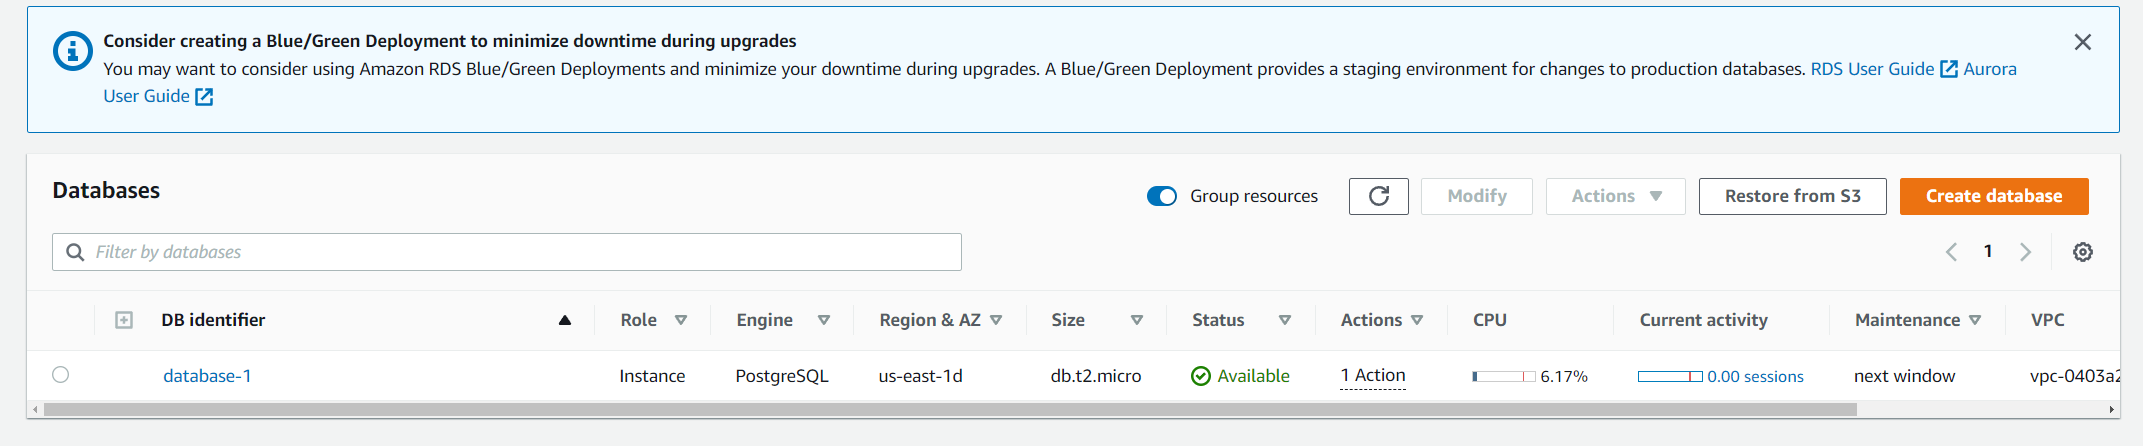 Consider creating a Blue/Green Deployment to minimize downtime during upgrades
You may want to consider using Amazon RDS Blue/Green Deployments and minimize your downtime during upgrades. A Blue/Green Deployment provides a staging environment for changes to production databases. RDS User Guide Aurora
User Guide
Databases
Group resources
Modify
Actions
Restore from S3
Create database
Filter by databases
1
DB identifier Role Engine Region & AZ Size Status Actions CPU Current activity Maintenance VPC
database-1 Instance PostgreSQL us-east-1d db.t2.micro Available 1 Action 6.17% 0.00 sessions next window vpc-0403a2